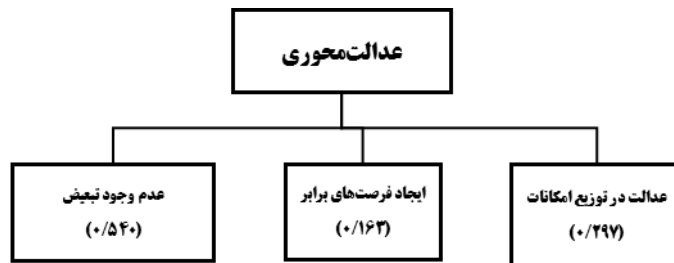 عدالت‌محوری
عدالت در توزیع امکانات
(۰/۲۹۷)
ایجاد فرصت‌های برابر
(۰/۱۶۳)
عدم وجود تبعیض
(۰/۵۴۰)